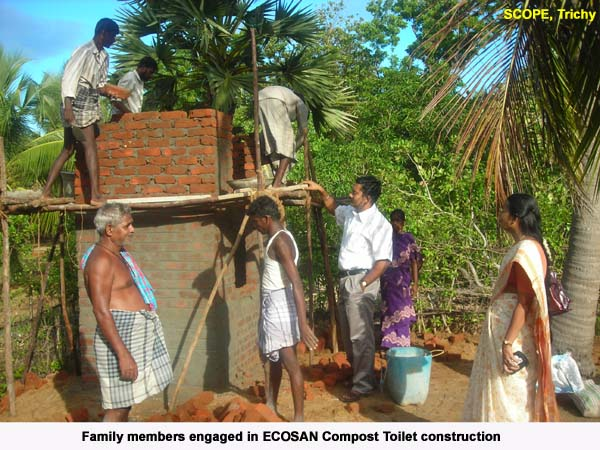 SCOPE, Trichy
Family members engaged in ECOSAN Compost Toilet construction